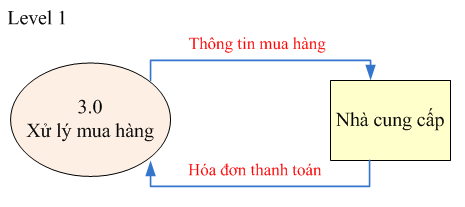 Level 1
Thông tin mua hàng
3.0
Xử lý mua hàng
Nhà cung cấp
Hóa đơn thanh toán